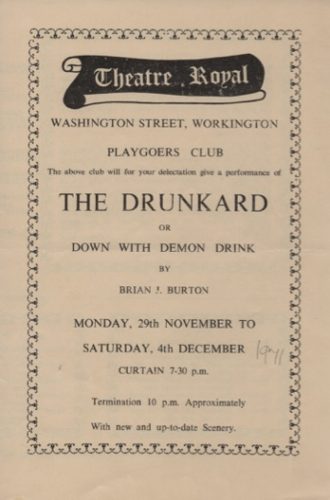 Theatre Royal
WASHINGTON STREET, WORKINGTON
PLAYGOERS CLUB
The above club will for your delectation give a performance of
THE DRUNKARD
OR
DOWN WITH DEMON DRINK
BY
BRIAN J. BURTON
MONDAY, 29th NOVEMBER TO
SATURDAY, 4th DECEMBER 1971
CURTAIN 7-30 p.m.
Termination 10 p.m. Approximately
With new and up-to-date Scenery.